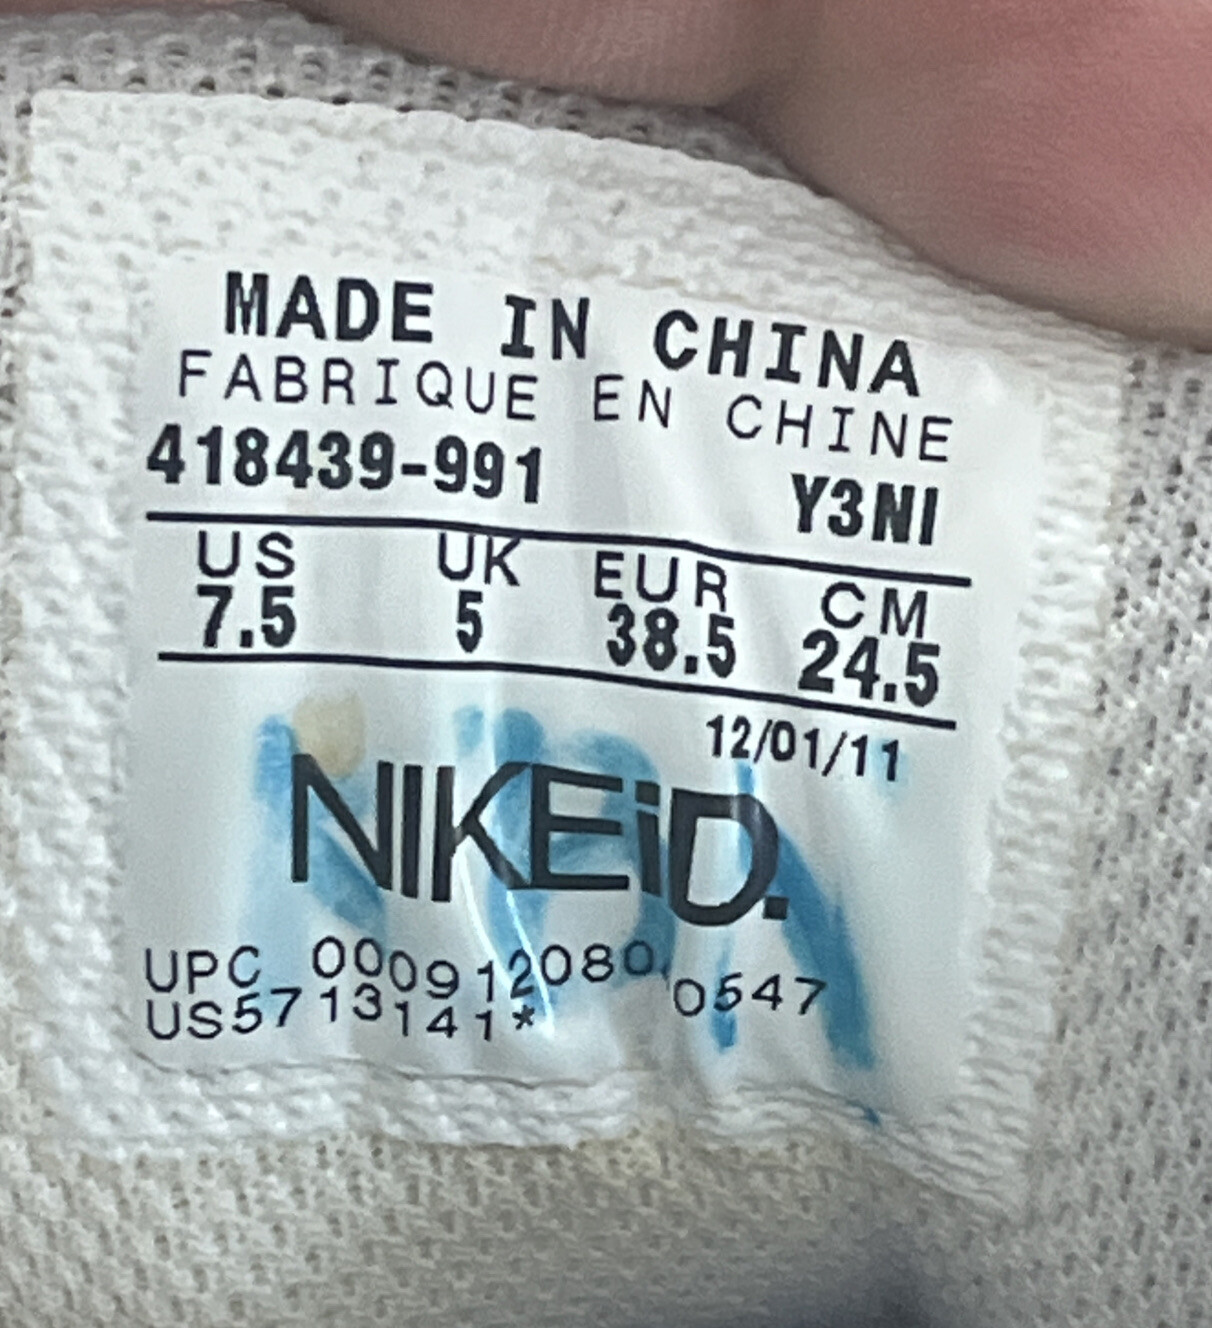 MADE IN CHINA
FABRIQUE EN CHINE
418439-991 Y3NI
US UK EUR CM
7.5 5 38.5 24.5
12/01/11
NIKEiD.
UPC 000912080 0547
US5713141*